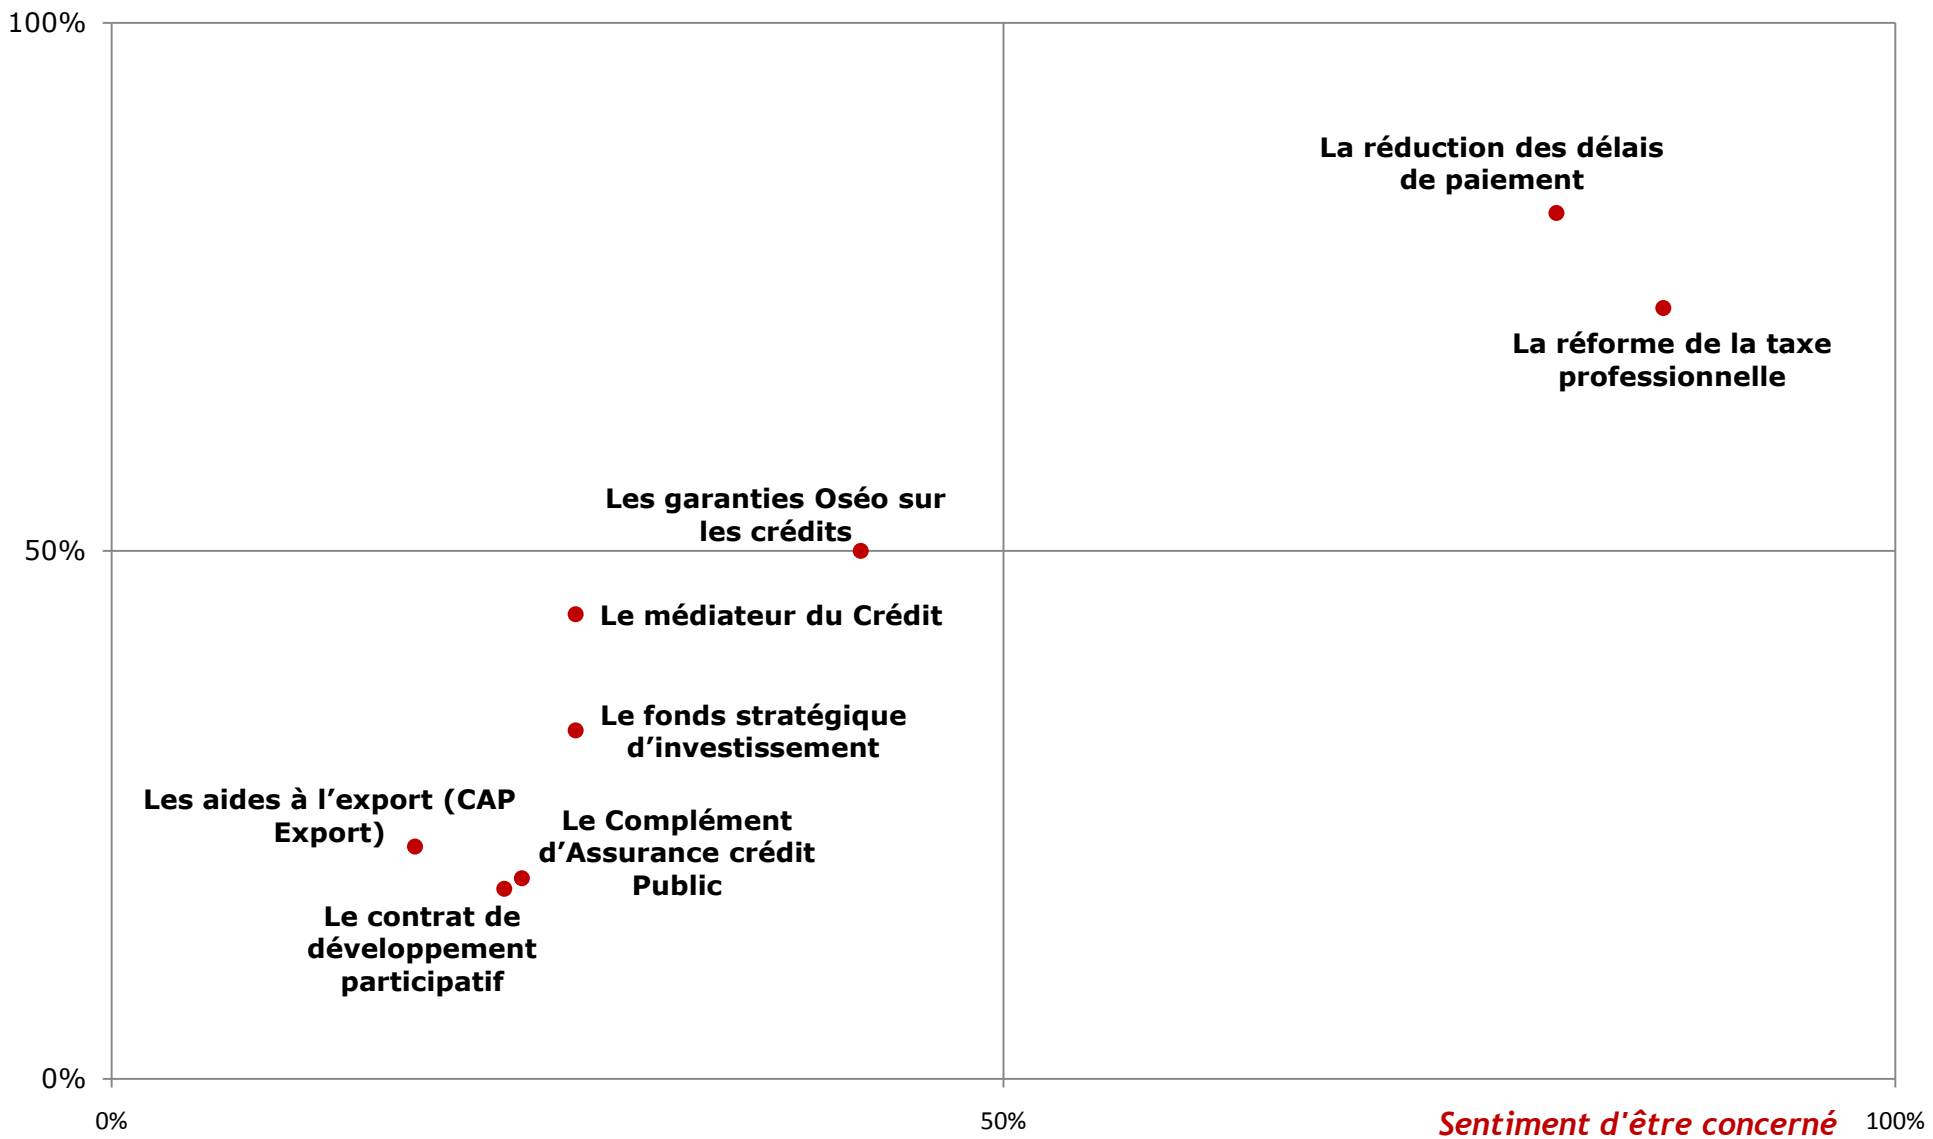 100%
La réduction des délais
de paiement
La réforme de la taxe
professionnelle
Les garanties Oséo sur
les crédits
50%
Le médiateur du Crédit
Le fonds stratégique
d’investissement
Les aides à l’export (CAP
Export)
Le Complément
d’Assurance crédit
Public
Le contrat de
développement
participatif
0%
0%
50%
Sentiment d'être concerné
100%